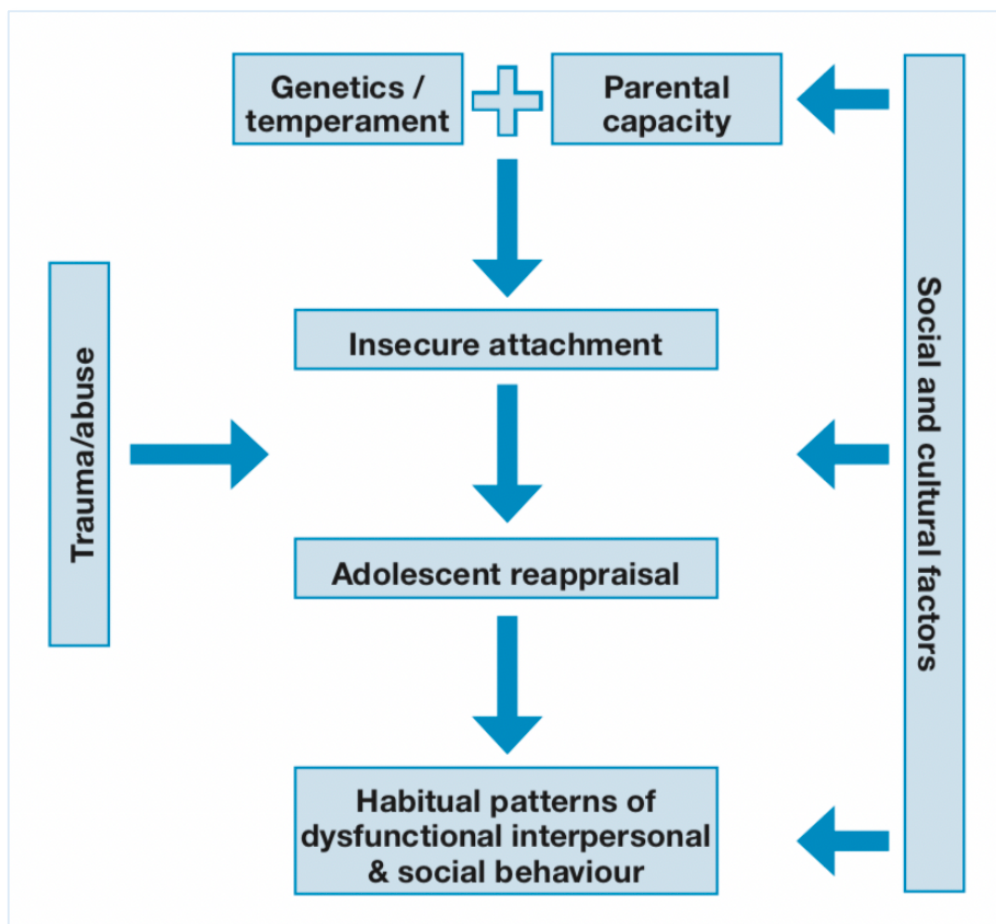 Genetics /
temperament
Parental
capacity
Insecure attachment
Trauma/abuse
Social and cultural factors
Adolescent reappraisal
Habitual patterns of
dysfunctional interpersonal
& social behaviour